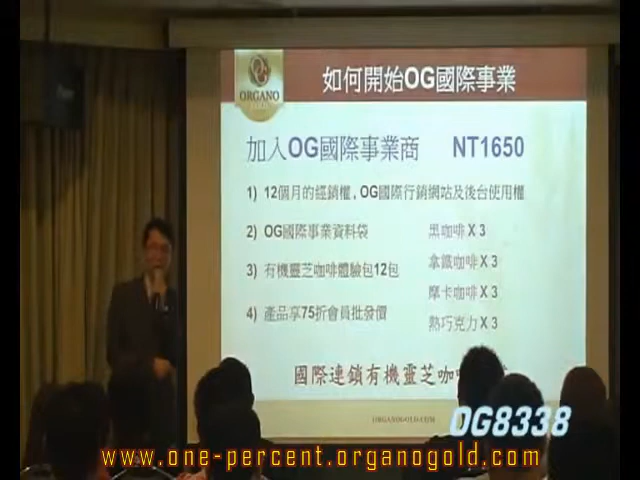 ORGANO
如何開始OG國際事業
加入OG國際事業商 NT1650
1) 12個月的經銷權，OG國際行銷網站及後台使用權
2) OG國際事業資料袋
黑咖啡 X 3
3) 有機靈芝咖啡體驗包12包
拿鐵咖啡 X 3
摩卡咖啡 X 3
4) 產品享75折會員批發價
熱巧克力 X 3
國際連鎖有機靈芝咖
ORGANOGOLD.COM
OG8338
www.one-percent.organogold.com